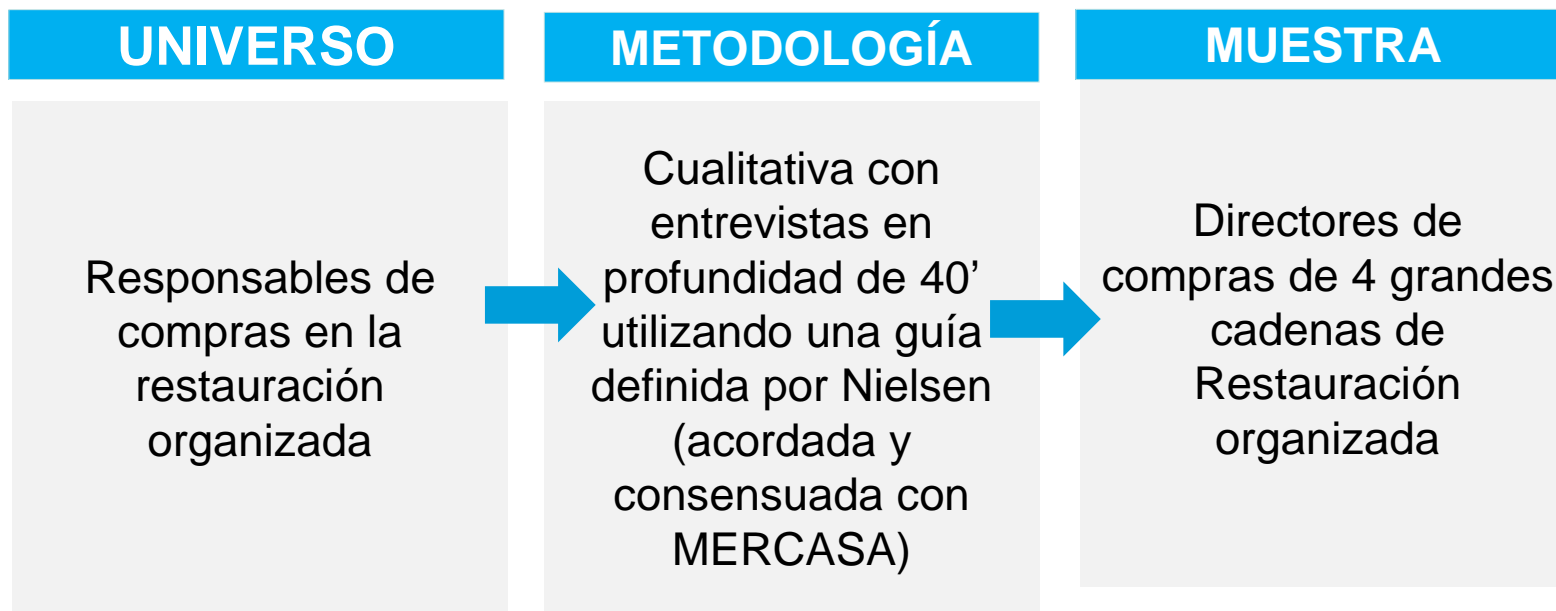 UNIVERSO
Responsables de
compras en la
restauración
organizada
METODOLOGÍA
Cualitativa con
entrevistas en
profundidad de 40’
utilizando una guía
definida por Nielsen
(acordada y
consensuada con
MERCASA)
MUESTRA
Directores de
compras de 4 grandes
cadenas de
Restauración
organizada